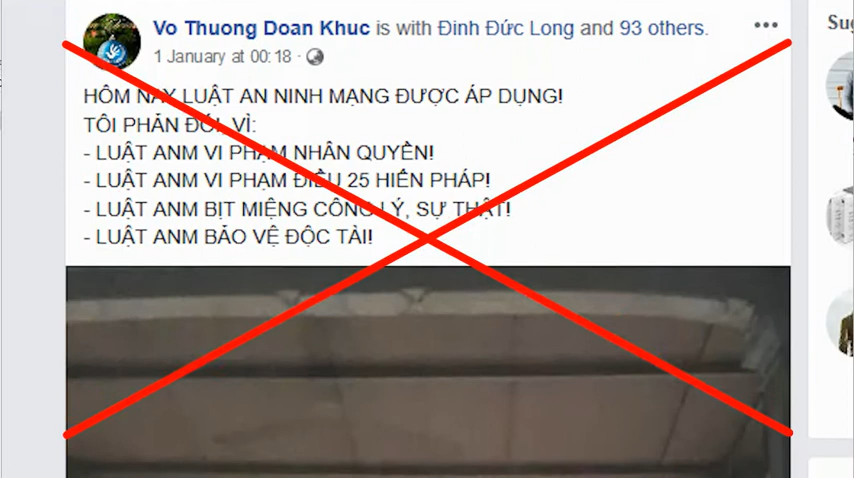 Vo Thuong Doan Khuc is with Đinh Đức Long and 93 others.
1 January at 00:18 ·
HÔM NAY LUẬT AN NINH MẠNG ĐƯỢC ÁP DỤNG!
TÔI PHẢN ĐỐI, VÌ:
- LUẬT ANM VI PHẠM NHÂN QUYỀN!
- LUẬT ANM VI PHẠM ĐIỀU 25 HIẾN PHÁP!
- LUẬT ANM BỊT MIỆNG CÔNG LÝ, SỰ THẬT!
- LUẬT ANM BẢO VỆ ĐỘC TÀI!